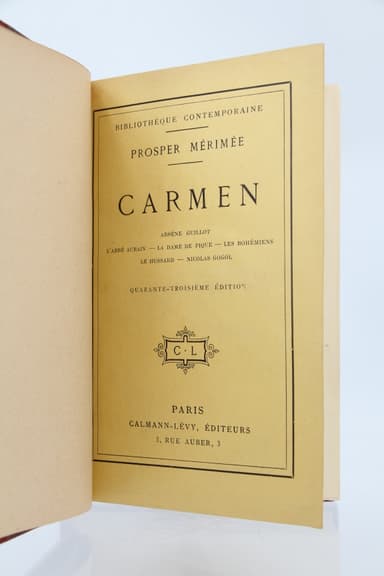 BIBLIOTHÈQUE CONTEMPORAINE
PROSPER MÉRIMÉE
CARMEN
ARSÈNE GUILLOT
L'ABBÉ AUBAIN — LA DAME DE PIQUE — LES BOHÉMIENS
LE HUSSARD — NICOLAS GOGOL
QUARANTE-TROISIÈME ÉDITION
C·L
PARIS
CALMANN-LÉVY, ÉDITEURS
3, RUE AUBER, 3